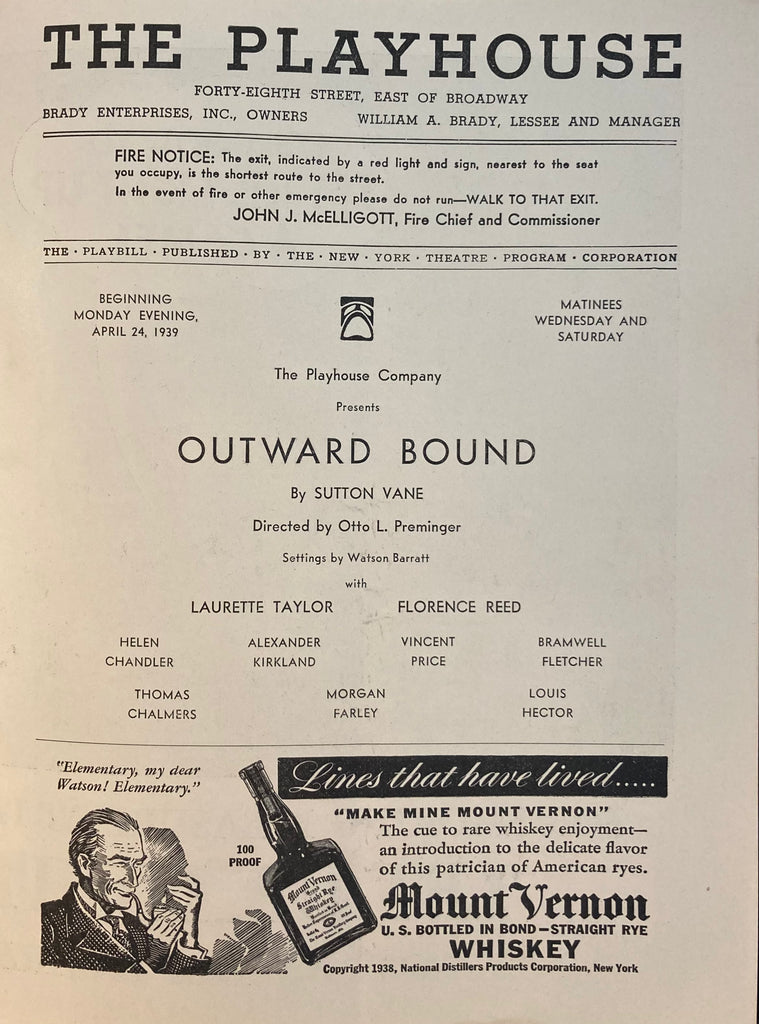 THE PLAYHOUSE
FORTY-EIGHTH STREET, EAST OF BROADWAY
BRADY ENTERPRISES, INC., OWNERS WILLIAM A. BRADY, LESSEE AND MANAGER
FIRE NOTICE: The exit, indicated by a red light and sign, nearest to the seat
you occupy, is the shortest route to the street.
In the event of fire or other emergency please do not run—WALK TO THAT EXIT.
JOHN J. McELLIGOTT, Fire Chief and Commissioner
THE · PLAYBILL · PUBLISHED · BY · THE · NEW · YORK · THEATRE · PROGRAM · CORPORATION
BEGINNING
MONDAY EVENING,
APRIL 24, 1939
MATINEES
WEDNESDAY AND
SATURDAY
The Playhouse Company
Presents
OUTWARD BOUND
By SUTTON VANE
Directed by Otto L. Preminger
Settings by Watson Barratt
with
LAURETTE TAYLOR FLORENCE REED
HELEN CHANDLER ALEXANDER KIRKLAND VINCENT PRICE BRAMWELL FLETCHER
THOMAS CHALMERS MORGAN FARLEY LOUIS HECTOR
"Elementary, my dear
Watson! Elementary."
Lines that have lived.....
"MAKE MINE MOUNT VERNON"
The cue to rare whiskey enjoyment—
an introduction to the delicate flavor
of this patrician of American ryes.
100
PROOF
Mount Vernon
Brand
Straight Rye
Whiskey
Mount Vernon
U. S. BOTTLED IN BOND—STRAIGHT RYE
WHISKEY
Copyright 1938, National Distillers Products Corporation, New York